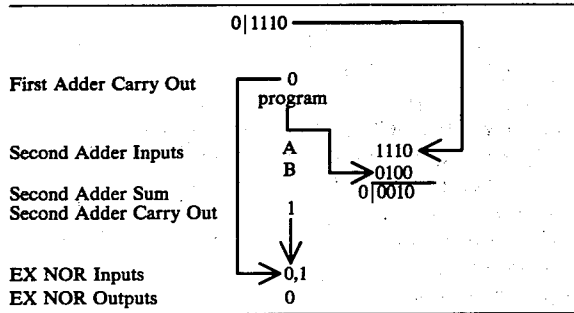 0|1110
First Adder Carry Out 0
program
Second Adder Inputs A 1110
B 0100
Second Adder Sum 0|0010
Second Adder Carry Out 1
EX NOR Inputs 0,1
EX NOR Outputs 0